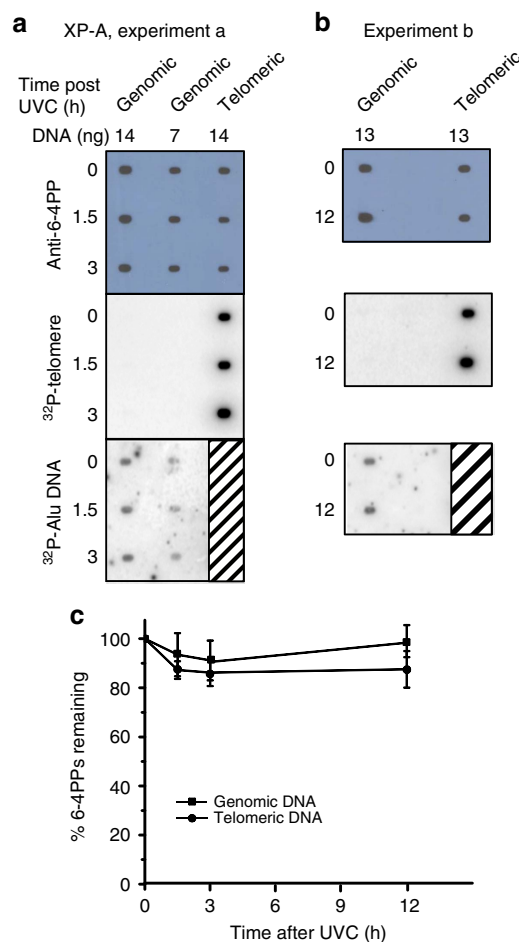 a
XP-A, experiment a
Time post
UVC (h)
Genomic
Genomic
Telomeric
DNA (ng)
14
7
14
Anti-6-4PP
0
1.5
3
³²P-telomere
0
1.5
3
³²P-Alu DNA
0
1.5
3
b
Experiment b
Genomic
Telomeric
13
13
0
12
0
12
0
12
c
% 6-4PPs remaining
100
80
60
40
20
0
Genomic DNA
Telomeric DNA
0
3
6
9
12
Time after UVC (h)